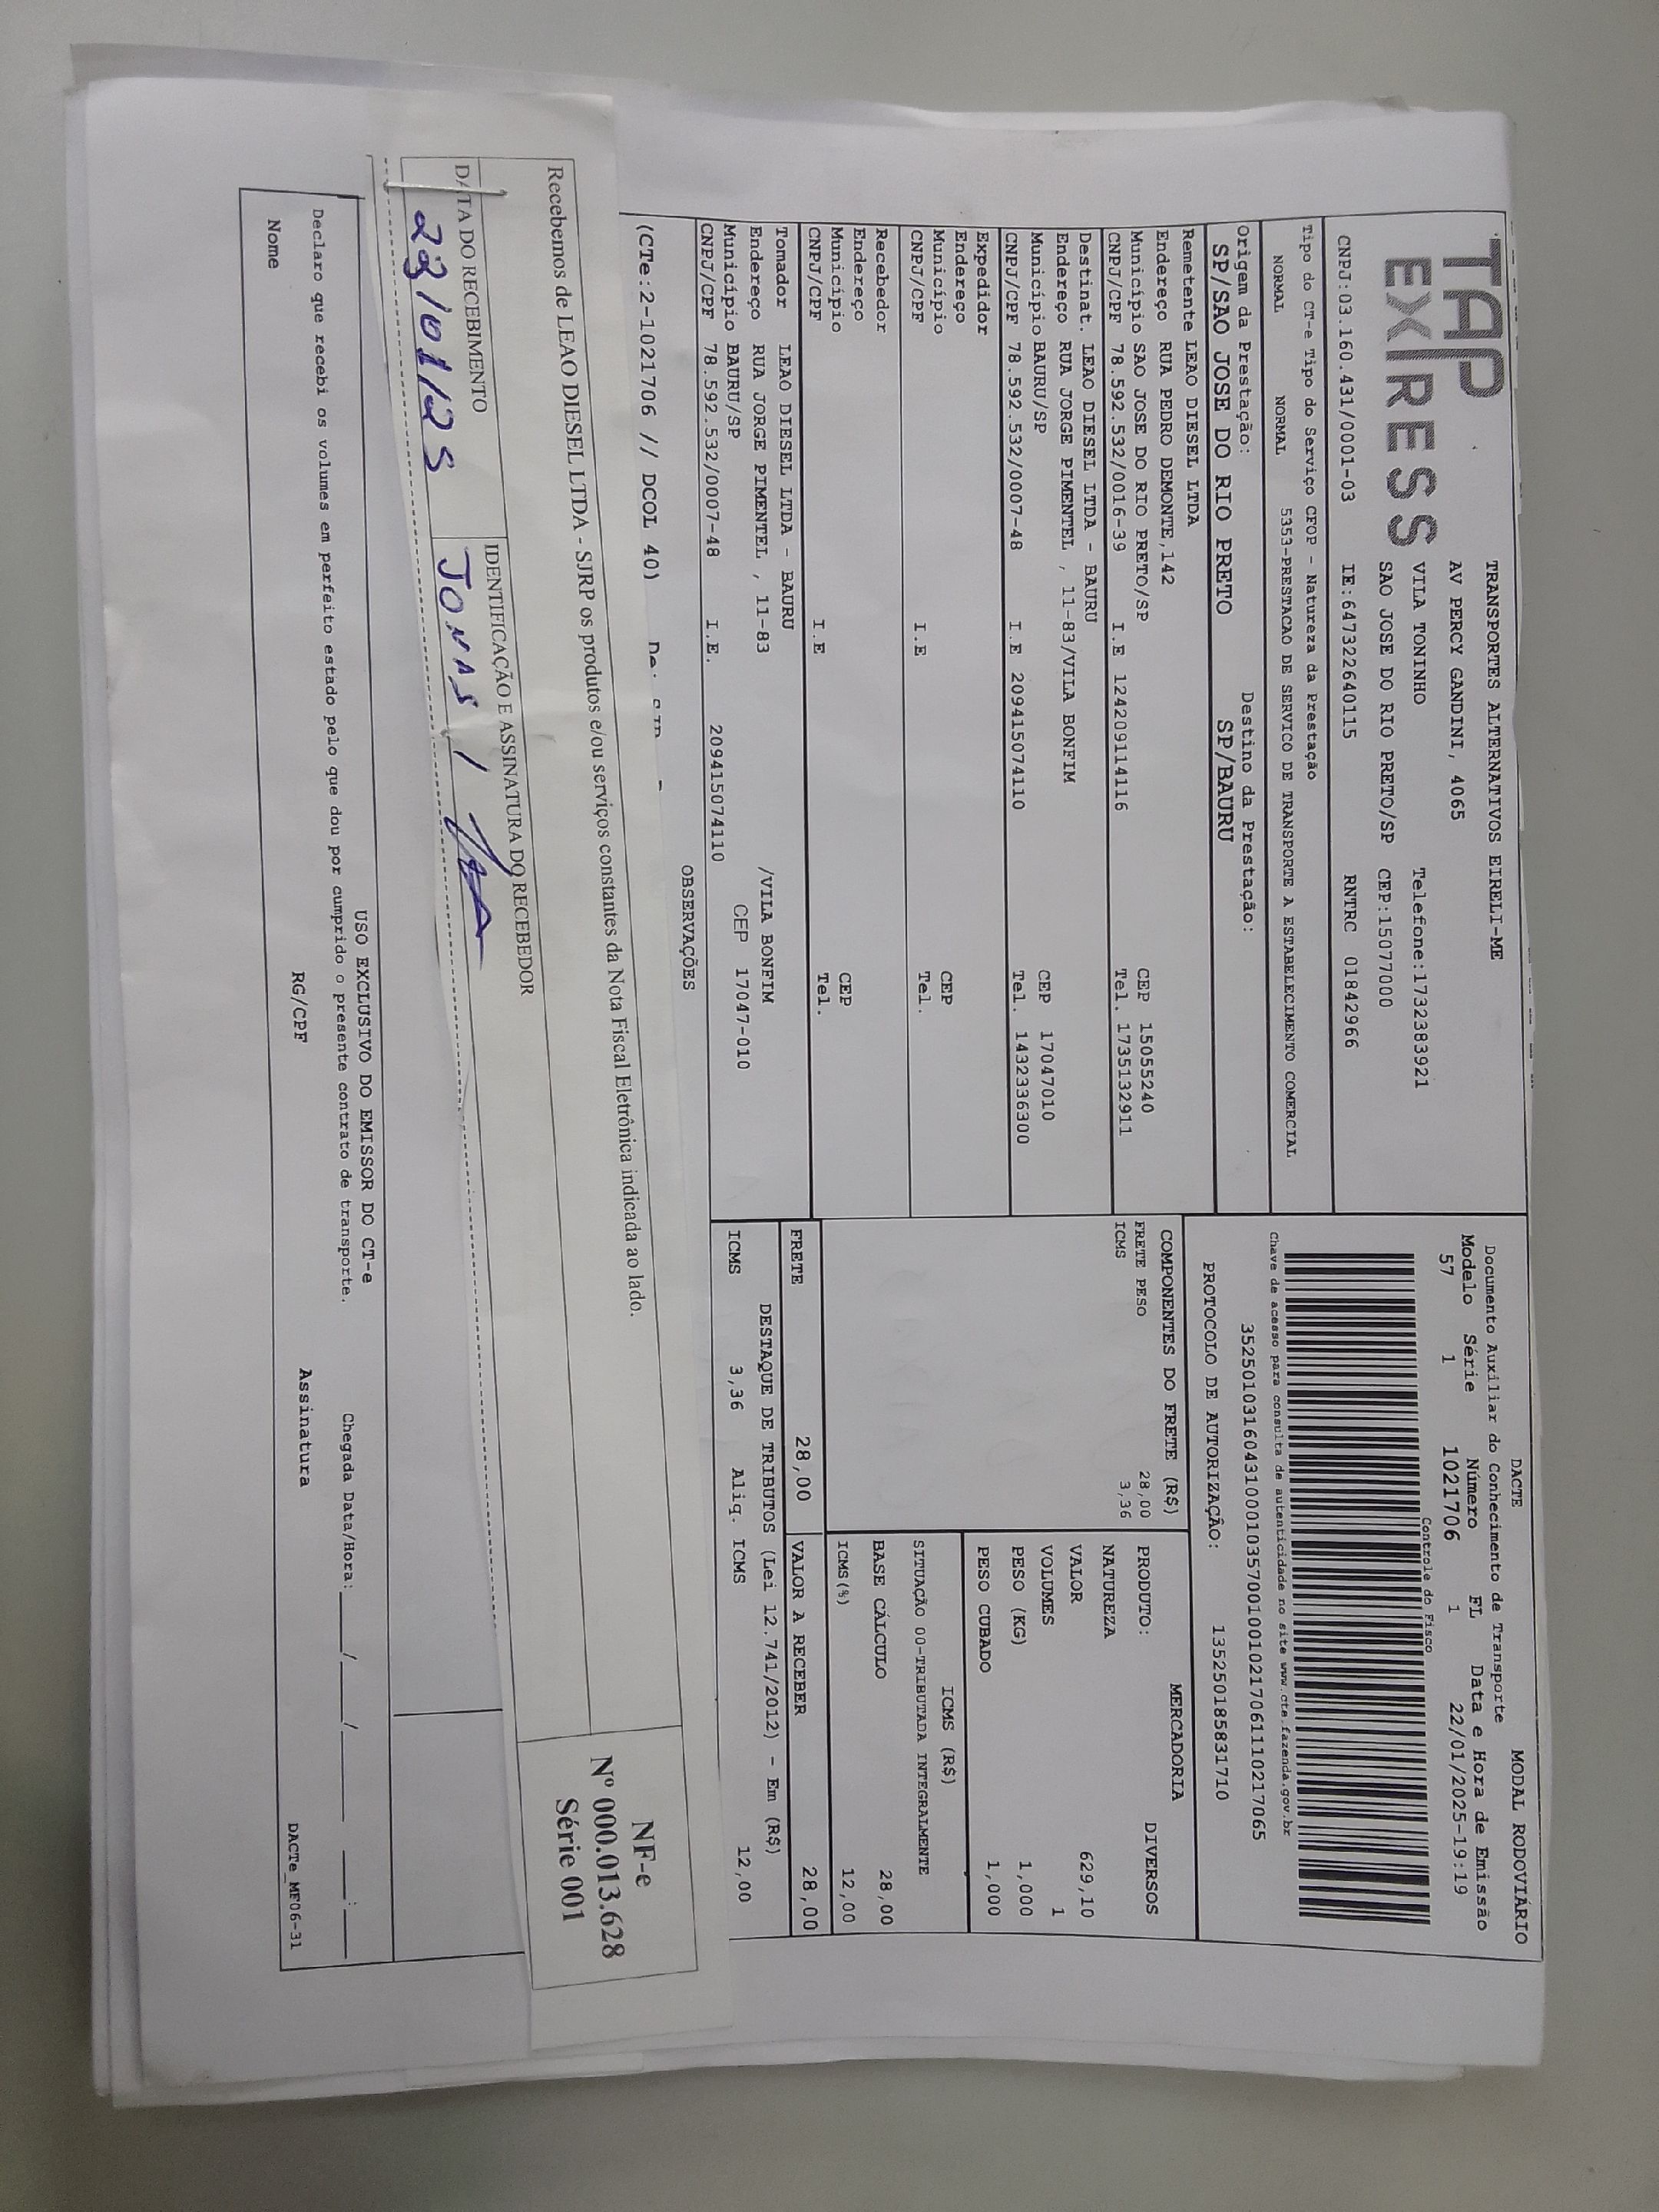 TAP
EXPRESS
TRANSPORTES ALTERNATIVOS EIRELI-ME
AV PERCY GANDINI, 4065
VILA TONINHO Telefone:1732383921
SAO JOSE DO RIO PRETO/SP CEP:15077000
CNPJ:03.160.431/0001-03 IE:647322640115 RNTRC 01842966
Tipo do CT-e Tipo do Serviço CFOP - Natureza da Prestação
NORMAL NORMAL 5353-PRESTACAO DE SERVICO DE TRANSPORTE A ESTABELECIMENTO COMERCIAL
Origem da Prestação: Destino da Prestação:
SP/SAO JOSE DO RIO PRETO SP/BAURU
Remetente LEAO DIESEL LTDA
Endereço RUA PEDRO DEMONTE,142
Município SAO JOSE DO RIO PRETO/SP CEP 15055240
CNPJ/CPF 78.592.532/0016-39 I.E 124209114116 Tel. 1735132911
Destinat. LEAO DIESEL LTDA - BAURU
Endereço RUA JORGE PIMENTEL , 11-83/VILA BONFIM
Município BAURU/SP CEP 17047010
CNPJ/CPF 78.592.532/0007-48 I.E 209415074110 Tel. 1432336300
Expedidor
Endereço
Município CEP
CNPJ/CPF I.E Tel.
Recebedor
Endereço
Município CEP
CNPJ/CPF I.E Tel.
Tomador LEAO DIESEL LTDA - BAURU
Endereço RUA JORGE PIMENTEL , 11-83 /VILA BONFIM
Município BAURU/SP CEP 17047-010
CNPJ/CPF 78.592.532/0007-48 I.E. 209415074110
OBSERVAÇÕES
(CTe:2-1021706 // DCOL 40)
DACTE MODAL RODOVIÁRIO
Documento Auxiliar do Conhecimento de Transporte
Modelo Série Número FL Data e Hora de Emissão
57 1 1021706 1 22/01/2025-19:19
Controle do Fisco
Chave de acesso para consulta de autenticidade no site www.cte.fazenda.gov.br
35250103160431000103570010010217061110217065
PROTOCOLO DE AUTORIZAÇÃO: 135250185831710
COMPONENTES DO FRETE (R$)
FRETE PESO 28,00
ICMS 3,36
MERCADORIA
PRODUTO: DIVERSOS
NATUREZA
VALOR 629,10
VOLUMES 1
PESO (KG) 1,000
PESO CUBADO 1,000
ICMS (R$)
SITUAÇÃO 00-TRIBUTADA INTEGRALMENTE
BASE CÁLCULO 28,00
ICMS(%) 12,00
FRETE 28,00 VALOR A RECEBER 28,00
DESTAQUE DE TRIBUTOS (Lei 12.741/2012) - Em (R$)
ICMS 3,36 Aliq. ICMS 12,00
Recebemos de LEAO DIESEL LTDA - SJRP os produtos e/ou serviços constantes da Nota Fiscal Eletrônica indicada ao lado.
DATA DO RECEBIMENTO IDENTIFICAÇÃO E ASSINATURA DO RECEBEDOR
23/01/25 JONAS /
NF-e
Nº 000.013.628
Série 001
USO EXCLUSIVO DO EMISSOR DO CT-e
Declaro que recebi os volumes em perfeito estado pelo que dou por cumprido o presente contrato de transporte. Chegada Data/Hora:____/____/____ ____:____
Nome RG/CPF Assinatura
DACTe_MF06-31